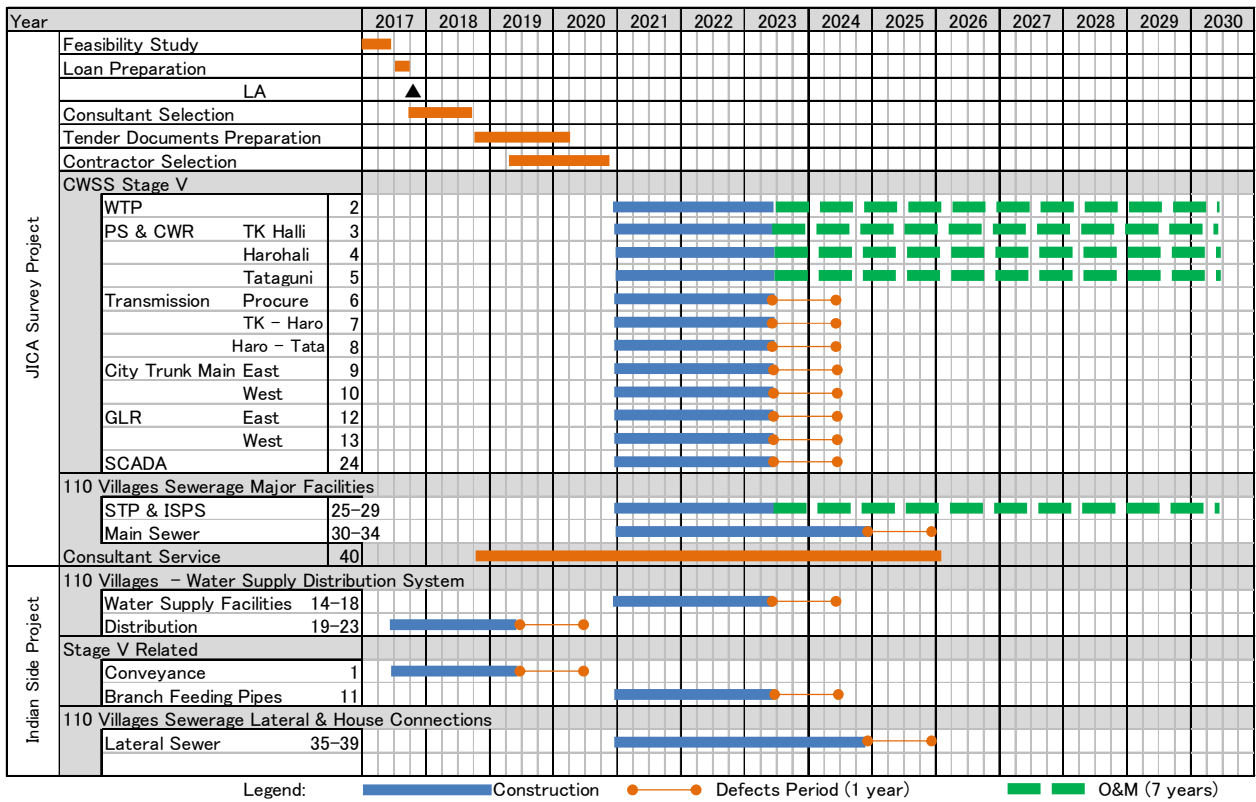 Year 2017 2018 2019 2020 2021 2022 2023 2024 2025 2026 2027 2028 2029 2030
JICA Survey Project
Feasibility Study
Loan Preparation
LA
Consultant Selection
Tender Documents Preparation
Contractor Selection
CWSS Stage V
WTP 2
PS & CWR TK Halli 3
Harohali 4
Tataguni 5
Transmission Procure 6
TK - Haro 7
Haro - Tata 8
City Trunk Main East 9
West 10
GLR East 12
West 13
SCADA 24
110 Villages Sewerage Major Facilities
STP & ISPS 25-29
Main Sewer 30-34
Consultant Service 40
Indian Side Project
110 Villages - Water Supply Distribution System
Water Supply Facilities 14-18
Distribution 19-23
Stage V Related
Conveyance 1
Branch Feeding Pipes 11
110 Villages Sewerage Lateral & House Connections
Lateral Sewer 35-39
Legend: Construction Defects Period (1 year) O&M (7 years)